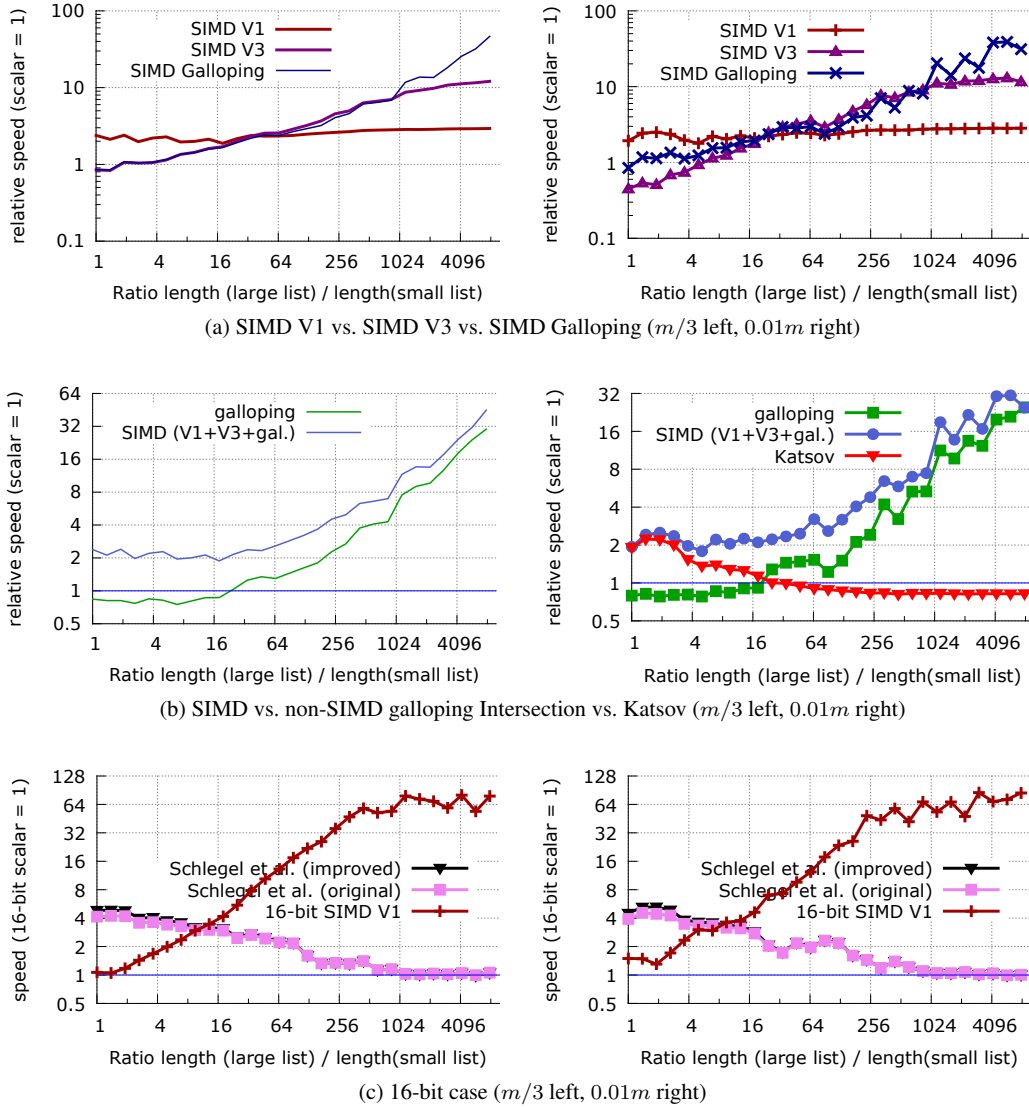 relative speed (scalar = 1)
100
10
1
0.1
SIMD V1
SIMD V3
SIMD Galloping
1 4 16 64 256 1024 4096
Ratio length (large list) / length(small list)
relative speed (scalar = 1)
100
10
1
0.1
SIMD V1
SIMD V3
SIMD Galloping
1 4 16 64 256 1024 4096
Ratio length (large list) / length(small list)
(a) SIMD V1 vs. SIMD V3 vs. SIMD Galloping (m/3 left, 0.01m right)
relative speed (scalar = 1)
64
32
16
8
4
2
1
0.5
galloping
SIMD (V1+V3+gal.)
1 4 16 64 256 1024 4096
Ratio length (large list) / length(small list)
relative speed (scalar = 1)
32
16
8
4
2
1
0.5
galloping
SIMD (V1+V3+gal.)
Katsov
1 4 16 64 256 1024 4096
Ratio length (large list) / length(small list)
(b) SIMD vs. non-SIMD galloping Intersection vs. Katsov (m/3 left, 0.01m right)
speed (16-bit scalar = 1)
128
64
32
16
8
4
2
1
0.5
Schlegel et al. (improved)
Schlegel et al. (original)
16-bit SIMD V1
1 4 16 64 256 1024 4096
Ratio length (large list) / length(small list)
speed (16-bit scalar = 1)
128
64
32
16
8
4
2
1
0.5
Schlegel et al. (improved)
Schlegel et al. (original)
16-bit SIMD V1
1 4 16 64 256 1024 4096
Ratio length (large list) / length(small list)
(c) 16-bit case (m/3 left, 0.01m right)